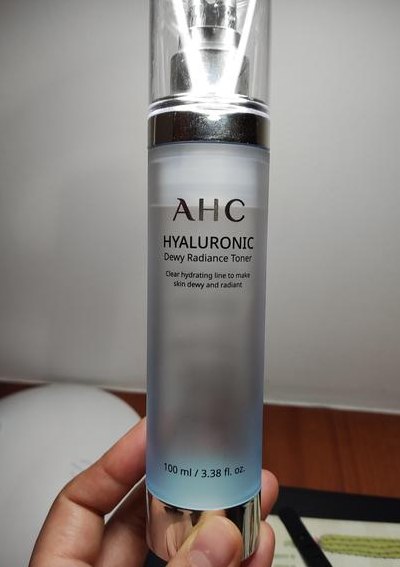 AHC
HYALURONIC
Dewy Radiance Toner
Clear hydrating line to make
skin dewy and radiant
100 ml / 3.38 fl. oz.